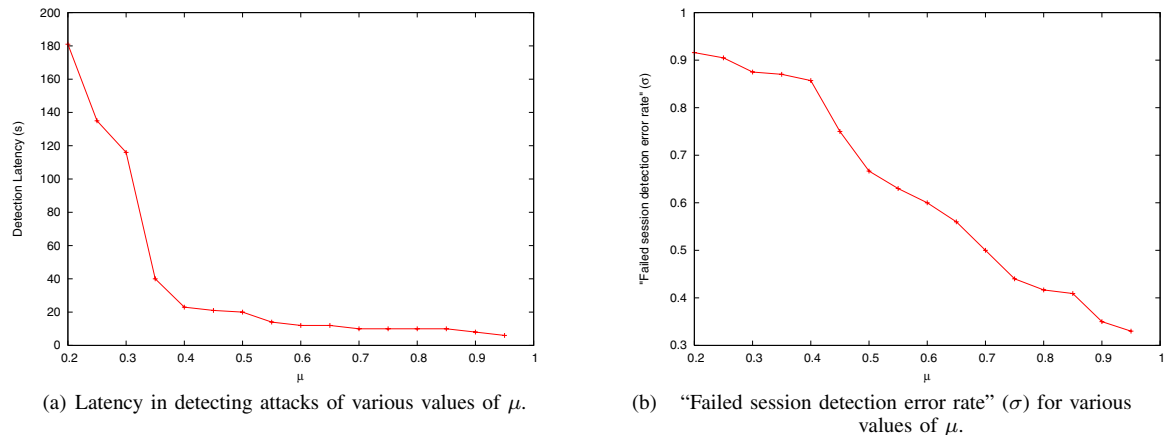 200
180
160
140
120
100
80
60
40
20
0
Detection Latency (s)
0.2 0.3 0.4 0.5 0.6 0.7 0.8 0.9 1
μ
(a) Latency in detecting attacks of various values of μ.
1
0.9
0.8
0.7
0.6
0.5
0.4
0.3
"Failed session detection error rate" (σ)
0.2 0.3 0.4 0.5 0.6 0.7 0.8 0.9 1
μ
(b) “Failed session detection error rate” (σ) for various
values of μ.